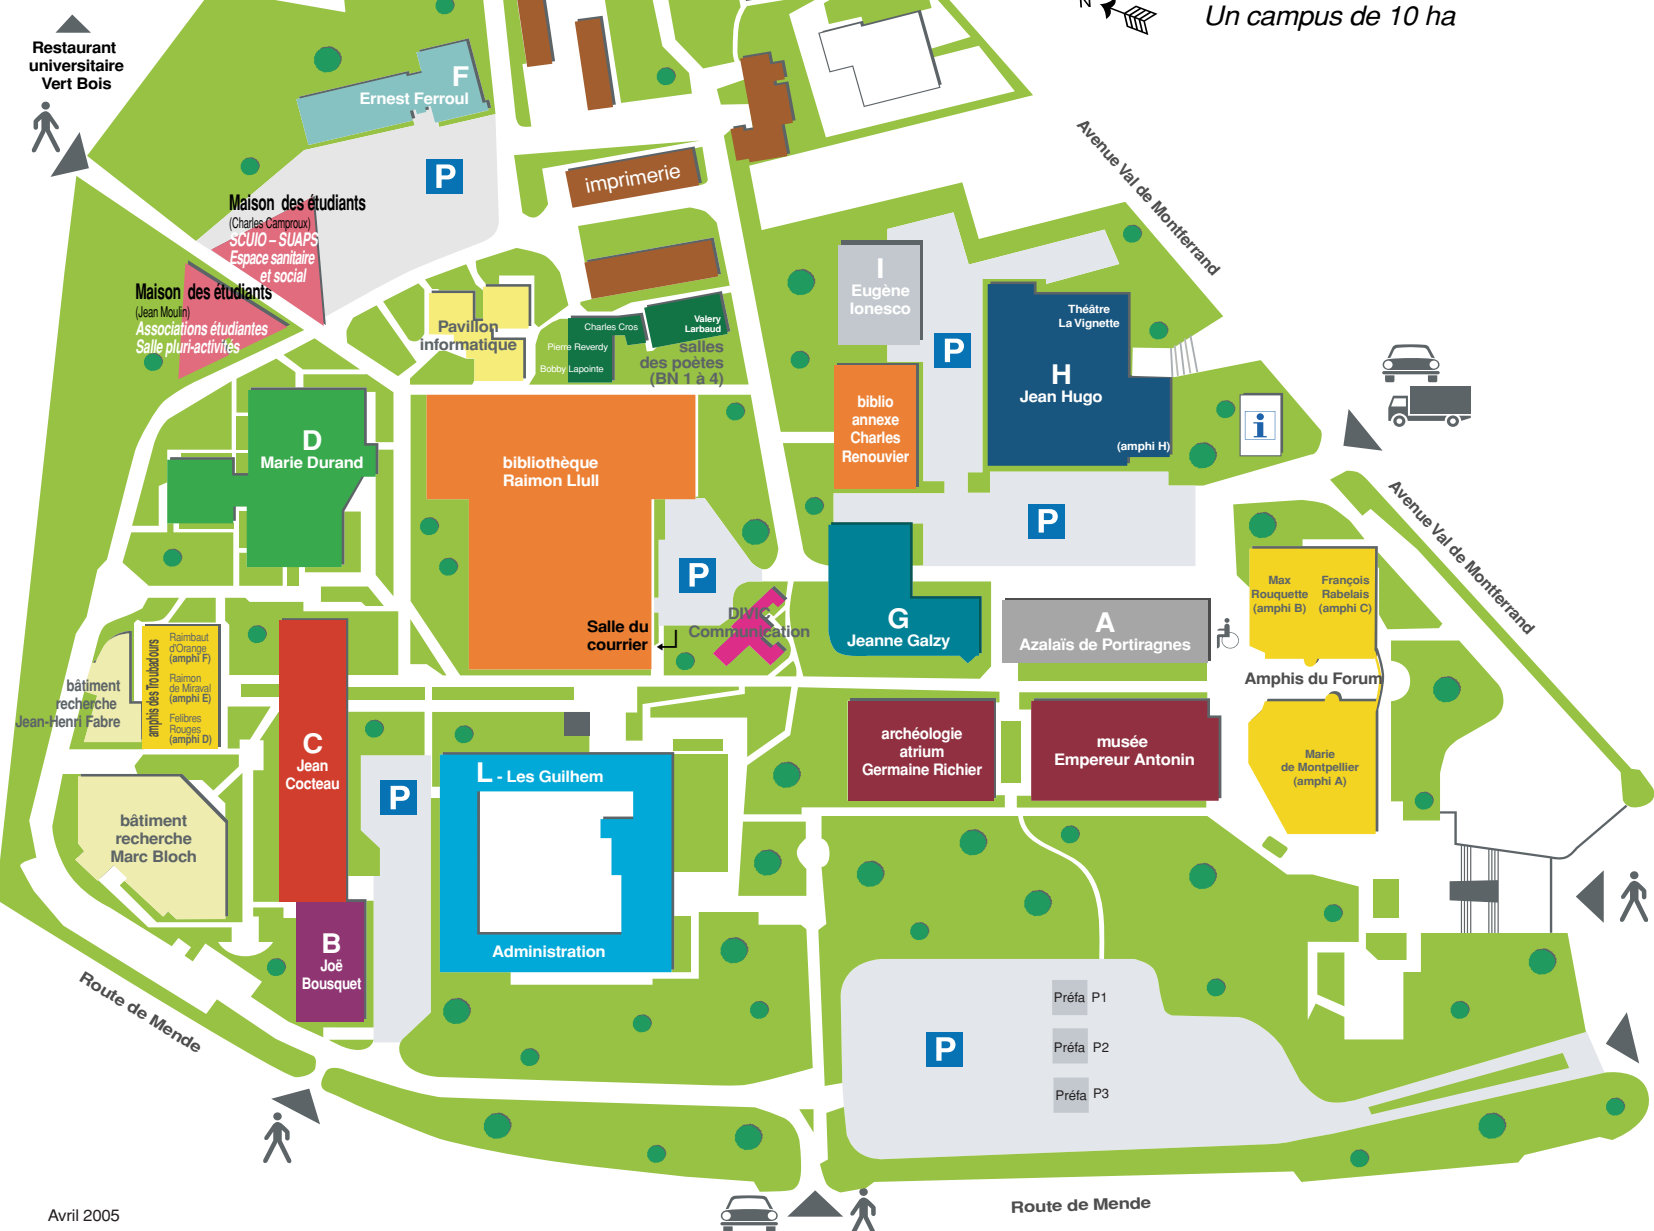 N
Un campus de 10 ha
Restaurant
universitaire
Vert Bois
F
Ernest Ferroul
P
imprimerie
Avenue Val de Montferrand
Maison des étudiants
(Charles Camproux)
SCUIO – SUAPS
Espace sanitaire
et social
Maison des étudiants
(Jean Moulin)
Associations étudiantes
Salle pluri-activités
Pavillon
informatique
Charles Cros
Pierre Reverdy
Bobby Lapointe
Valery
Larbaud
salles
des poètes
(BN 1 à 4)
I
Eugène
Ionesco
P
Théâtre
La Vignette
H
Jean Hugo
(amphi H)
biblio
annexe
Charles
Renouvier
i
D
Marie Durand
bibliothèque
Raimon Llull
P
P
Avenue Val de Montferrand
Salle du
courrier
DIVIC
Communication
G
Jeanne Galzy
A
Azalaïs de Portiragnes
Max
Rouquette
(amphi B)
François
Rabelais
(amphi C)
Amphis du Forum
Marie
de Montpellier
(amphi A)
bâtiment
recherche
Jean-Henri Fabre
amphis des Troubadours
Raimbaut
d'Orange
(amphi F)
Raimon
de Miraval
(amphi E)
Felibres
Rouges
(amphi D)
C
Jean
Cocteau
P
L - Les Guilhem
Administration
archéologie
atrium
Germaine Richier
musée
Empereur Antonin
bâtiment
recherche
Marc Bloch
B
Joë
Bousquet
Route de Mende
P
Préfa P1
Préfa P2
Préfa P3
Route de Mende
Avril 2005